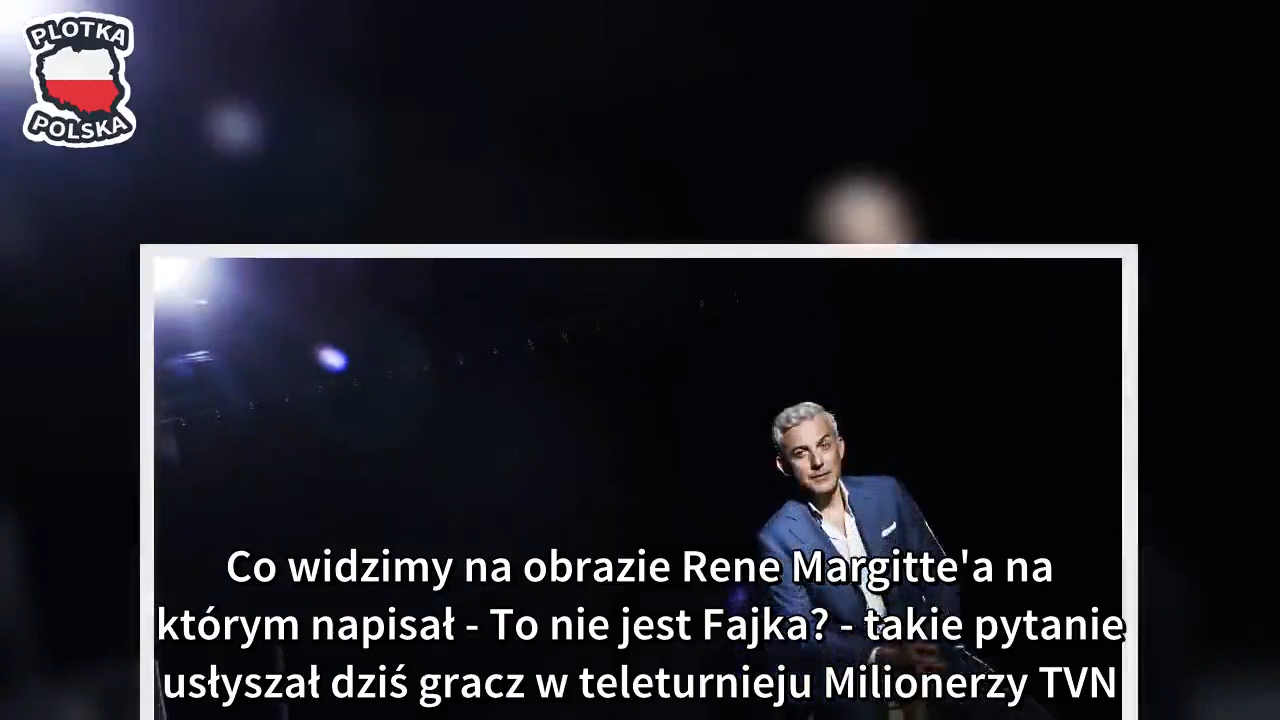 PLOTKA
POLSKA
Co widzimy na obrazie Rene Margitte'a na
którym napisał - To nie jest Fajka? - takie pytanie
usłyszał dziś gracz w teleturnieju Milionerzy TVN